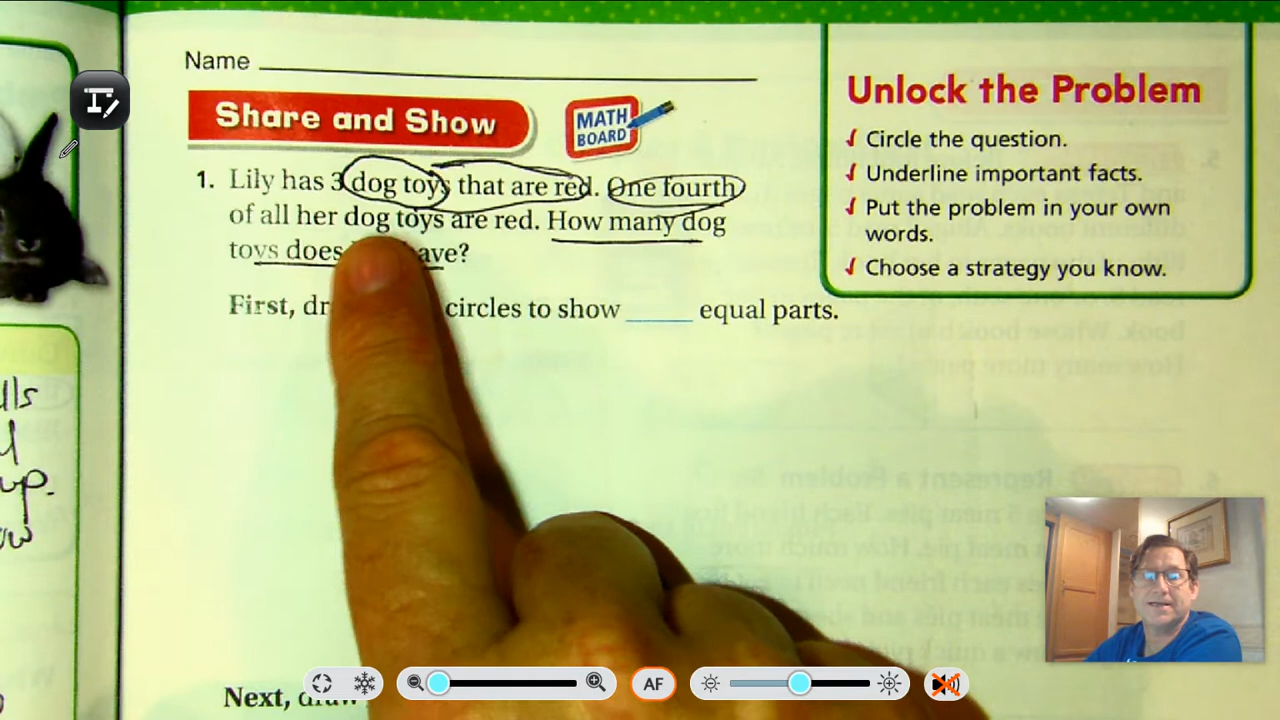 Name
Share and Show
MATH
BOARD
1. Lily has 3 dog toys that are red. One fourth
of all her dog toys are red. How many dog
toys does have?
First, circles to show ____ equal parts.
Next,
Unlock the Problem
√ Circle the question.
√ Underline important facts.
√ Put the problem in your own
words.
√ Choose a strategy you know.
up.
AF